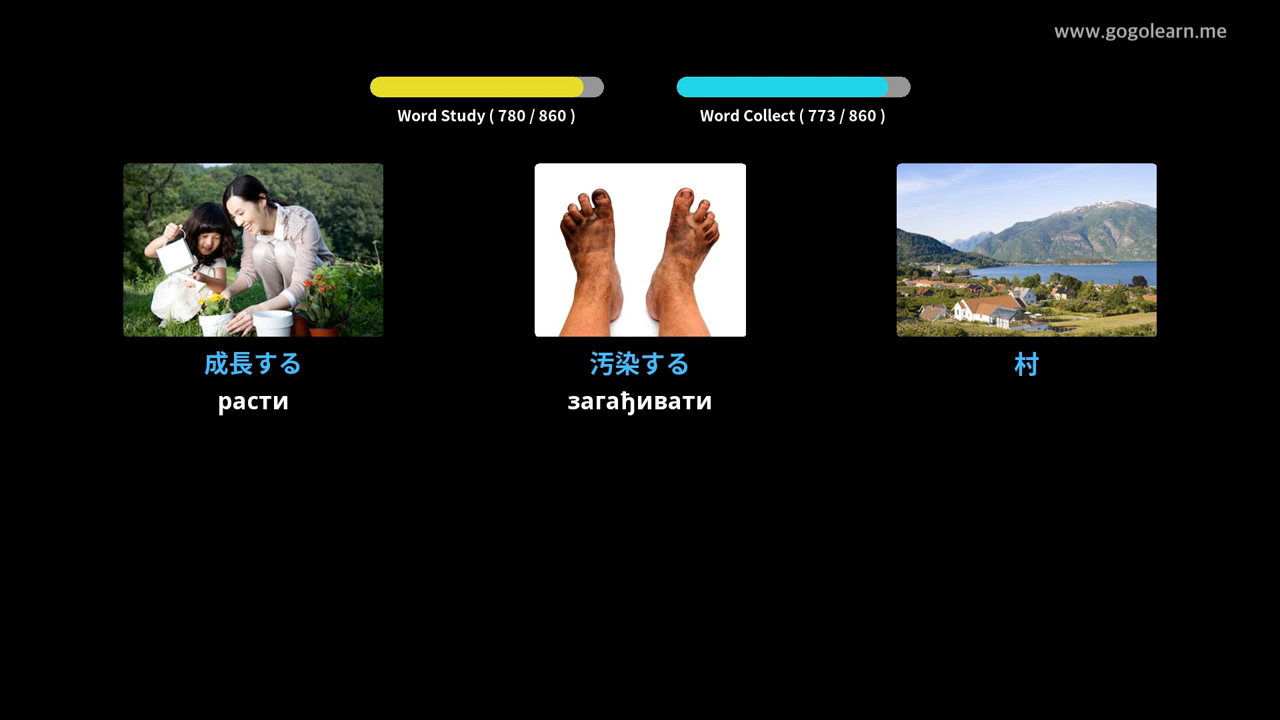 www.gogolearn.me
Word Study ( 780 / 860 )
Word Collect ( 773 / 860 )
成長する
汚染する
村
расти
загађивати